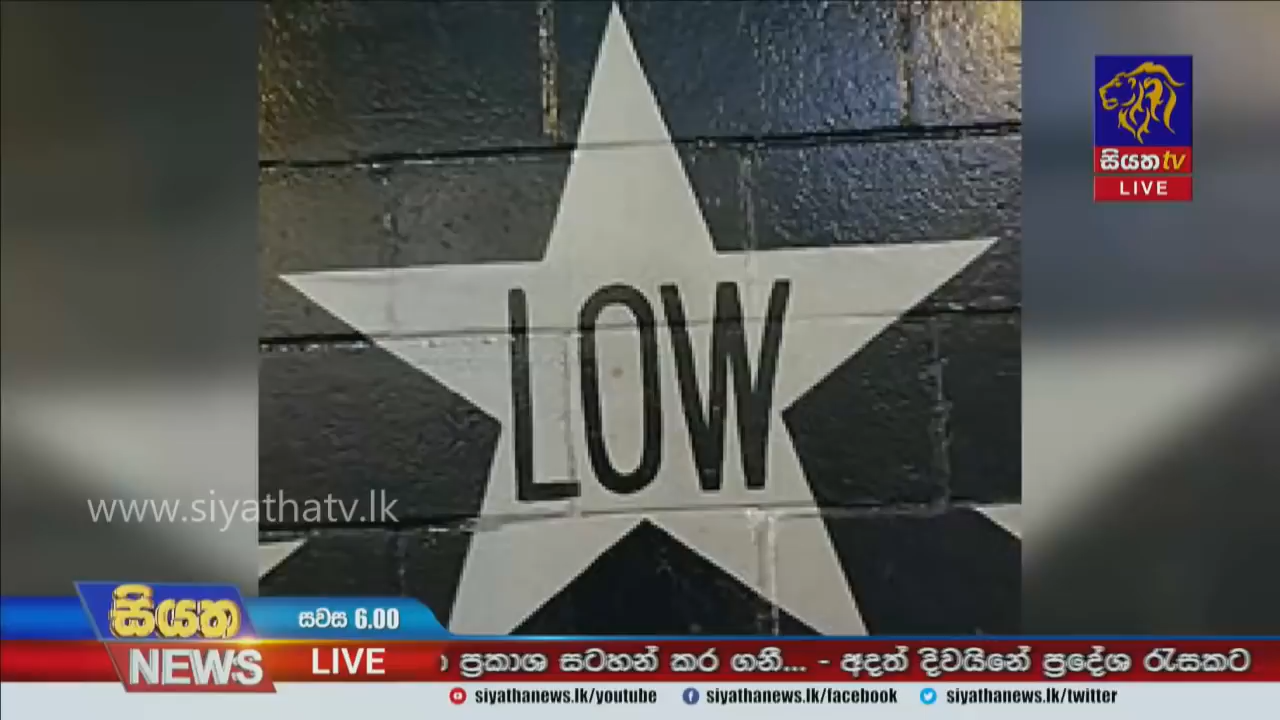 සියත tv
LIVE
LOW
www.siyathatv.lk
සියත
සවස 6.00
NEWS
LIVE
ප්‍රකාශ සටහන් කර ගනී... - අදත් දිවයිනේ ප්‍රදේශ රැසකට
siyathanews.lk/youtube
siyathanews.lk/facebook
siyathanews.lk/twitter